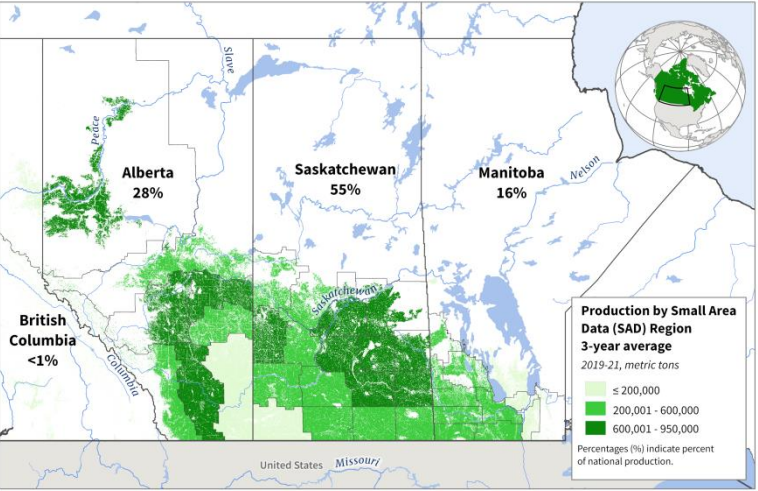 Slave
Peace
Alberta
28%
Saskatchewan
55%
Manitoba
16%
Nelson
Saskatchewan
British
Columbia
<1%
Columbia
Production by Small Area
Data (SAD) Region
3-year average
2019-21, metric tons
≤ 200,000
200,001 - 600,000
600,001 - 950,000
Percentages (%) indicate percent
of national production.
United States
Missouri